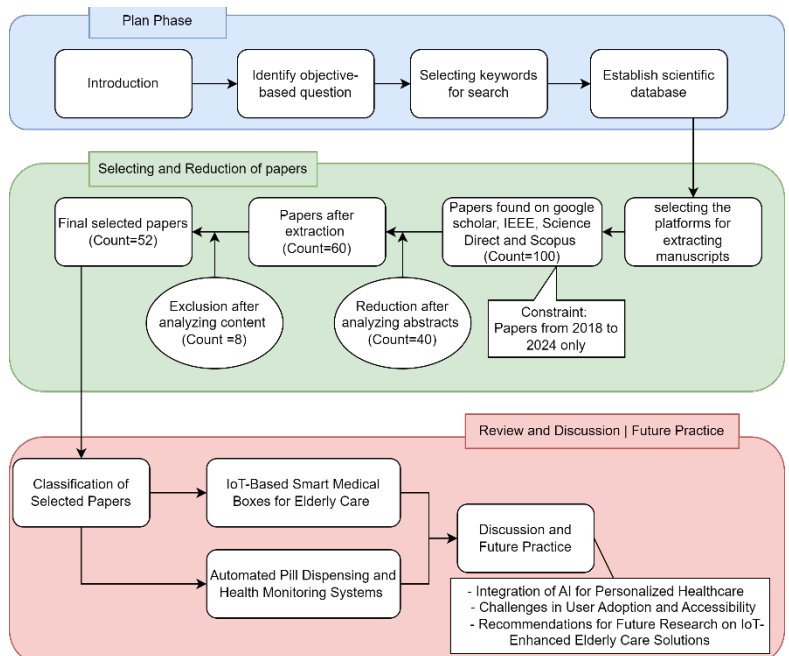 Plan Phase
Introduction
Identify objective-
based question
Selecting keywords
for search
Establish scientific
database
Selecting and Reduction of papers
selecting the
platforms for
extracting
manuscripts
Papers found on google
scholar, IEEE, Science
Direct and Scopus
(Count=100)
Constraint:
Papers from 2018 to
2024 only
Papers after
extraction
(Count=60)
Reduction after
analyzing abstracts
(Count=40)
Final selected papers
(Count=52)
Exclusion after
analyzing content
(Count =8)
Review and Discussion | Future Practice
Classification of
Selected Papers
IoT-Based Smart Medical
Boxes for Elderly Care
Automated Pill Dispensing and
Health Monitoring Systems
Discussion and
Future Practice
- Integration of AI for Personalized Healthcare
- Challenges in User Adoption and Accessibility
- Recommendations for Future Research on IoT-
Enhanced Elderly Care Solutions